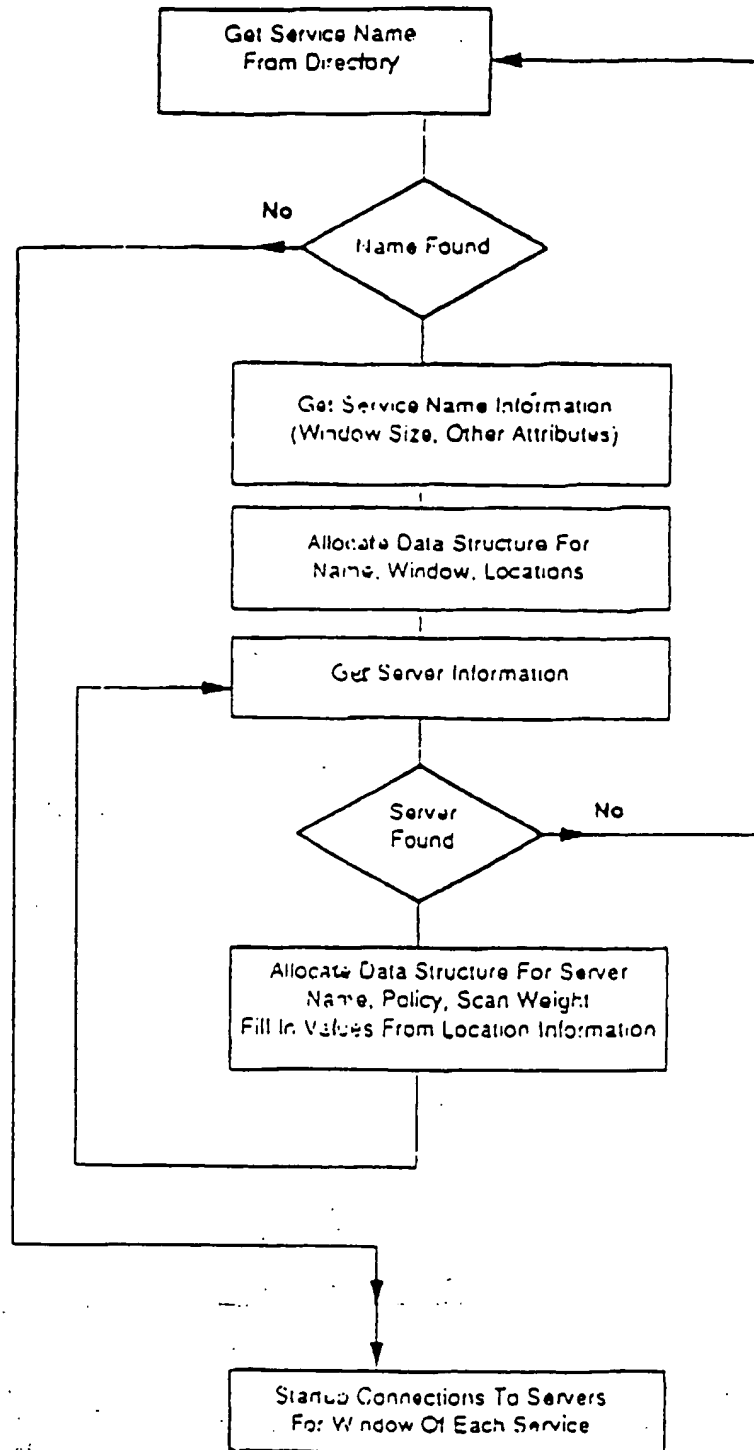 Get Service Name
From Directory
No
Name Found
Get Service Name Information
(Window Size, Other Attributes)
Allocate Data Structure For
Name, Window, Locations
Get Server Information
Server
Found
No
Allocate Data Structure For Server
Name, Policy, Scan Weight
Fill In Values From Location Information
Startup Connections To Servers
For Window Of Each Service